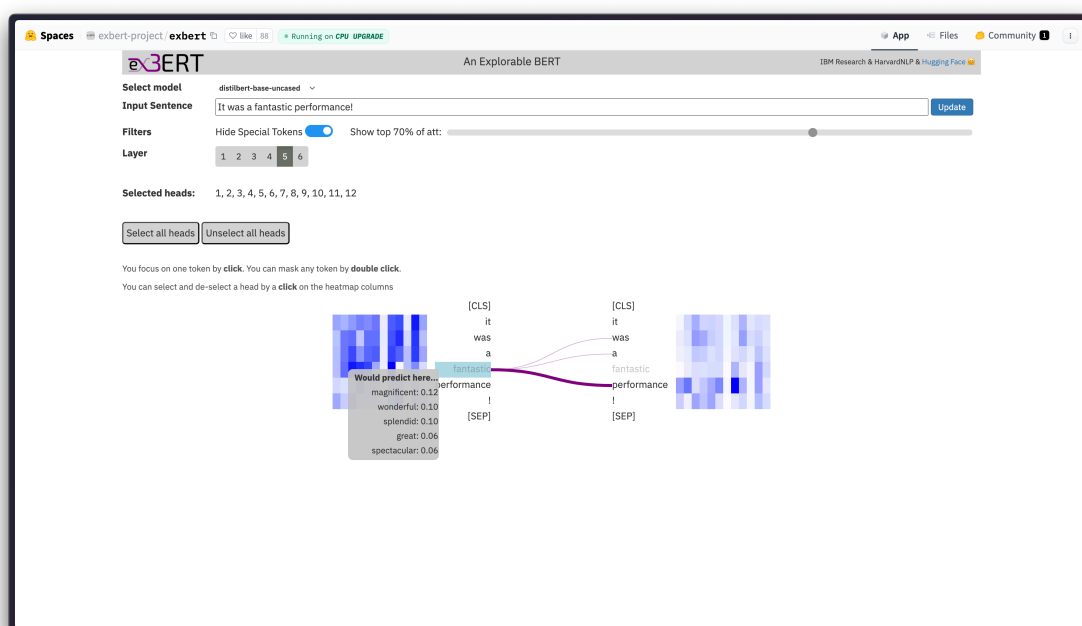 Spaces exbert-project/exbert like 88 Running on CPU UPGRADE App Files Community 1
exBERT An Explorable BERT IBM Research & HarvardNLP & Hugging Face
Select model distilbert-base-uncased
Input Sentence It was a fantastic performance! Update
Filters Hide Special Tokens Show top 70% of att:
Layer 1 2 3 4 5 6
Selected heads: 1, 2, 3, 4, 5, 6, 7, 8, 9, 10, 11, 12
Select all heads Unselect all heads
You focus on one token by click. You can mask any token by double click.
You can select and de-select a head by a click on the heatmap columns
[CLS] [CLS]
it it
was was
a a
fantastic fantastic
Would predict here...
performance performance
magnificent: 0.12
! !
wonderful: 0.10
[SEP] [SEP]
splendid: 0.10
great: 0.06
spectacular: 0.06